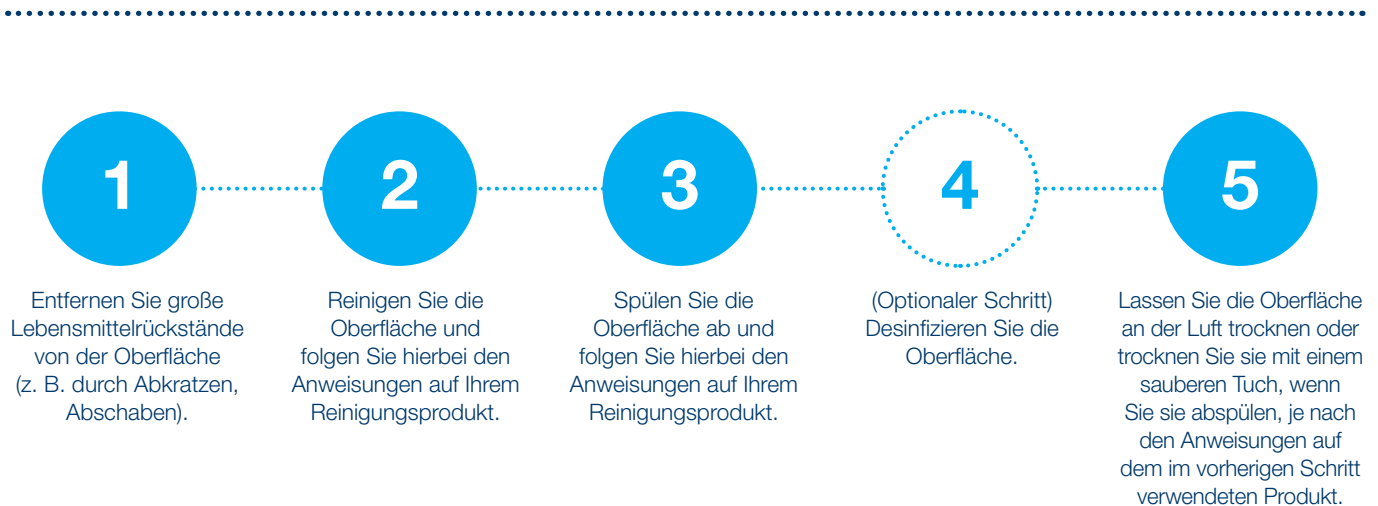 1
Entfernen Sie große
Lebensmittelrückstände
von der Oberfläche
(z. B. durch Abkratzen,
Abschaben).
2
Reinigen Sie die
Oberfläche und
folgen Sie hierbei den
Anweisungen auf Ihrem
Reinigungsprodukt.
3
Spülen Sie die
Oberfläche ab und
folgen Sie hierbei den
Anweisungen auf Ihrem
Reinigungsprodukt.
4
(Optionaler Schritt)
Desinfizieren Sie die
Oberfläche.
5
Lassen Sie die Oberfläche
an der Luft trocknen oder
trocknen Sie sie mit einem
sauberen Tuch, wenn
Sie sie abspülen, je nach
den Anweisungen auf
dem im vorherigen Schritt
verwendeten Produkt.